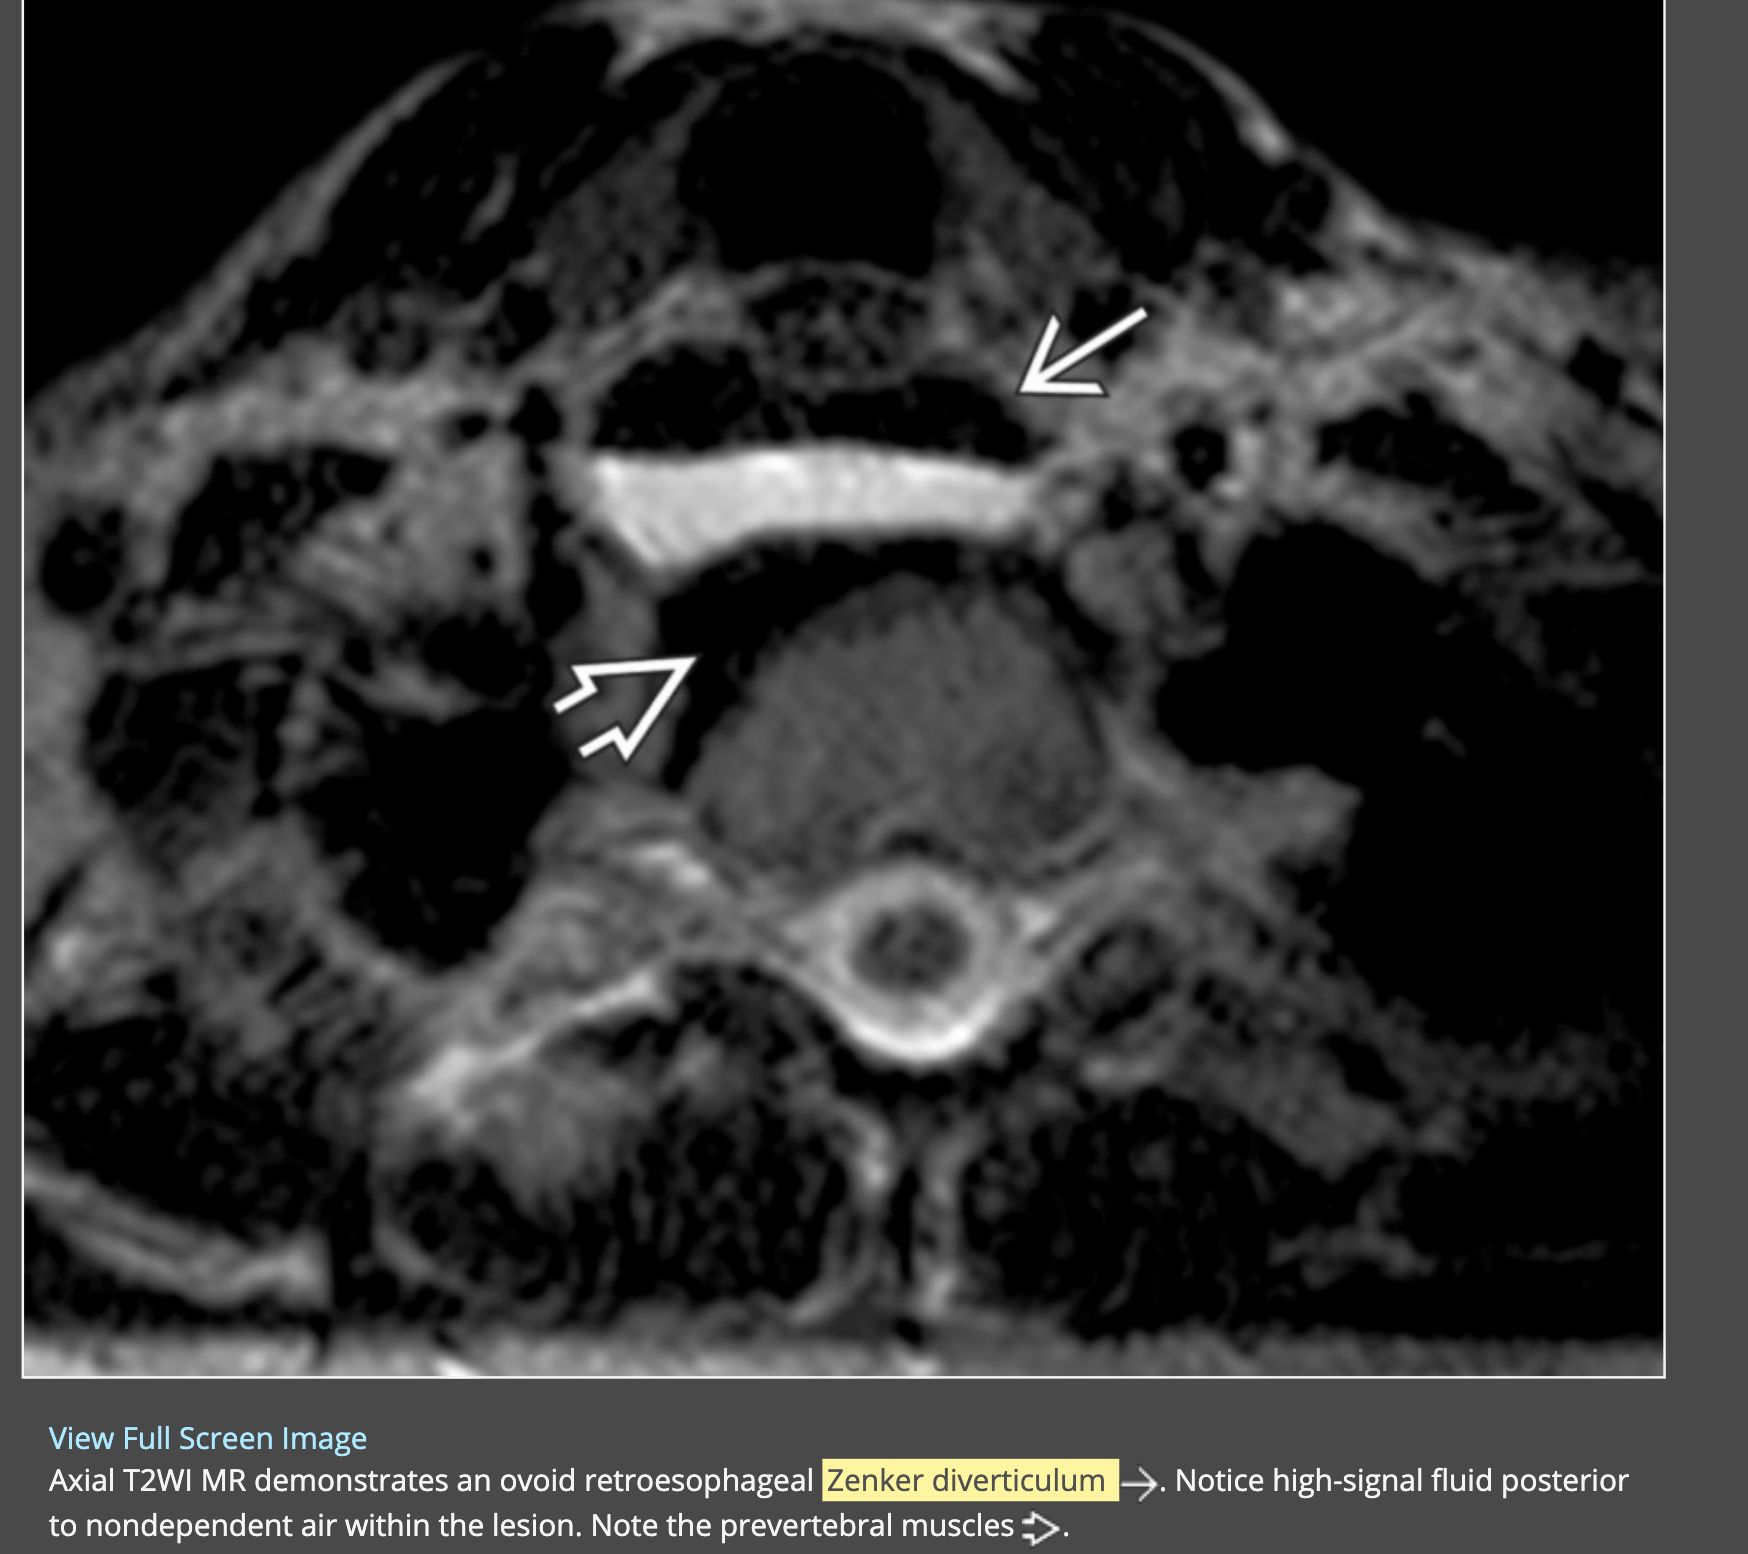 View Full Screen Image
Axial T2WI MR demonstrates an ovoid retroesophageal Zenker diverticulum →. Notice high-signal fluid posterior
to nondependent air within the lesion. Note the prevertebral muscles ⇨.